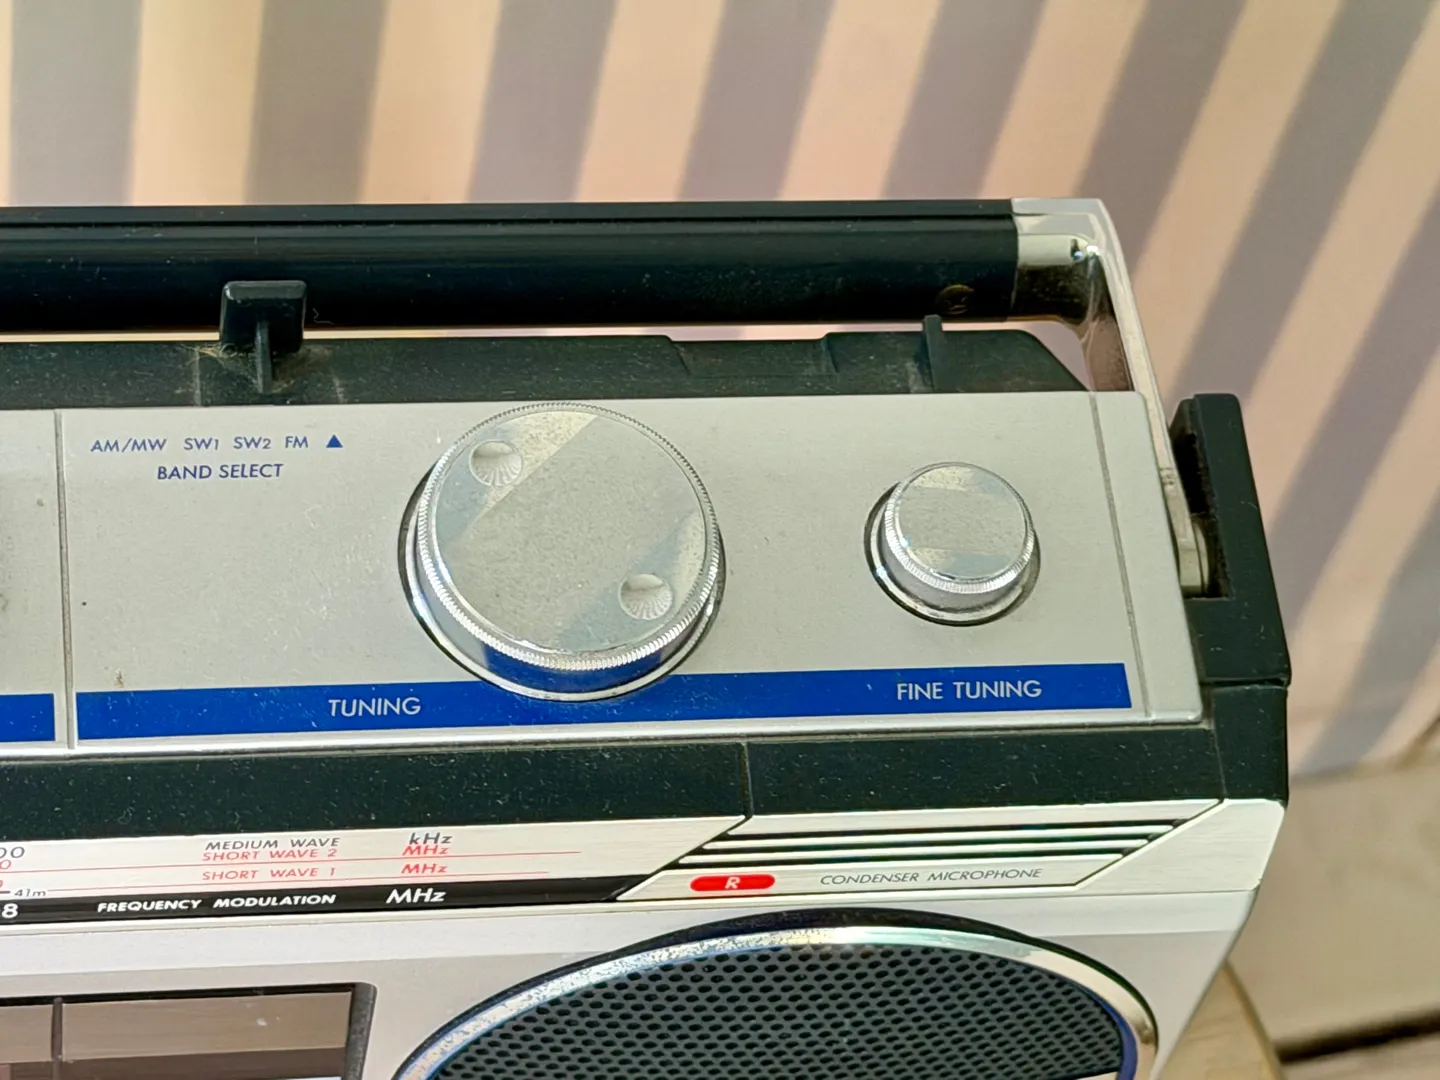 AM/MW SW1 SW2 FM ▲
BAND SELECT
TUNING
FINE TUNING
MEDIUM WAVE kHz
SHORT WAVE 2 MHz
SHORT WAVE 1 MHz
41m
8 FREQUENCY MODULATION MHz
R CONDENSER MICROPHONE